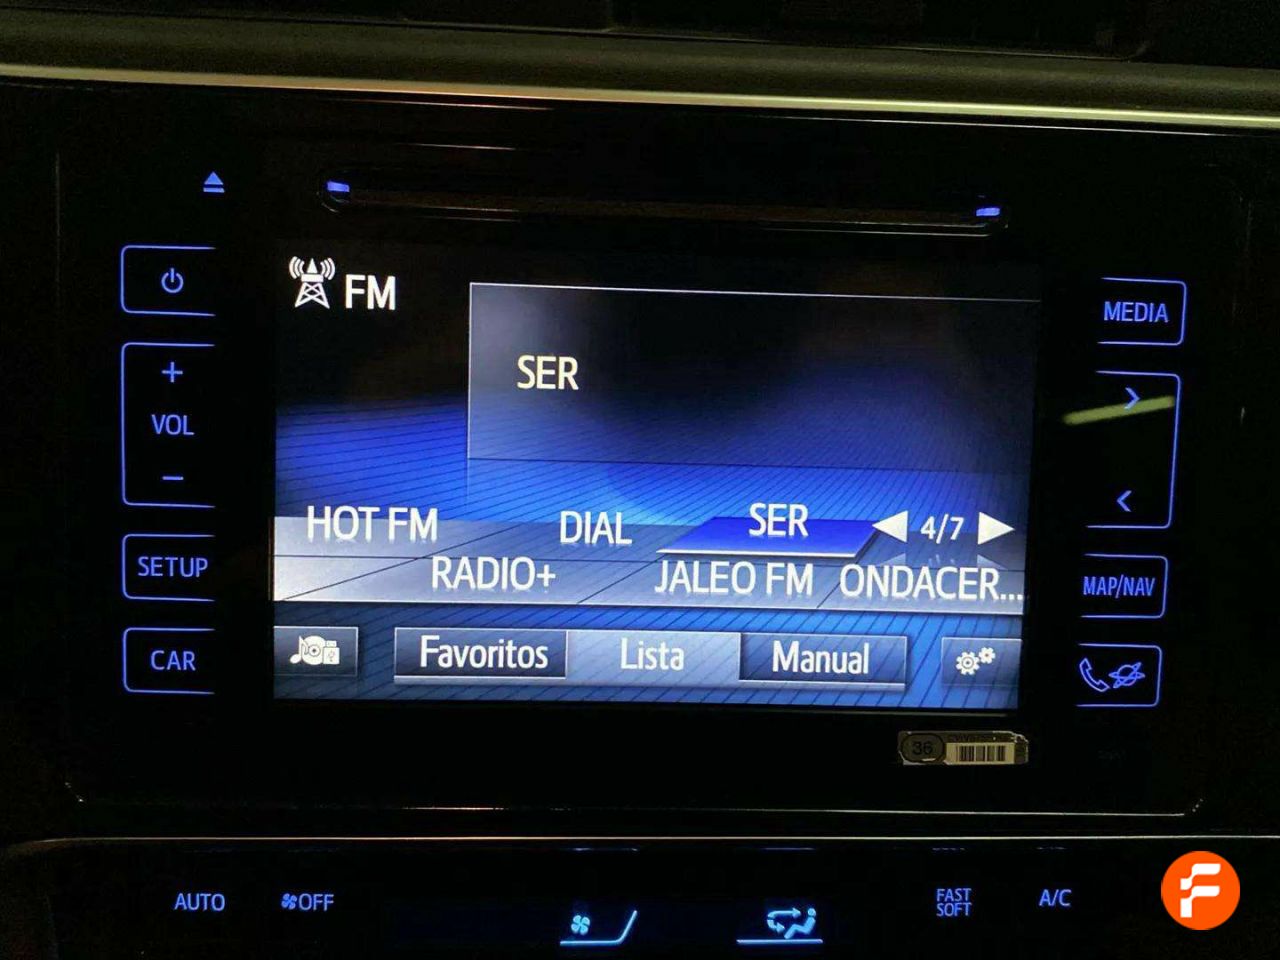 FM
SER
HOT FM DIAL SER 4/7
RADIO+ JALEO FM ONDACER...
Favoritos Lista Manual
+
VOL
-
SETUP
CAR
MEDIA
>
<
MAP/NAV
36
AUTO OFF FAST SOFT A/C
F